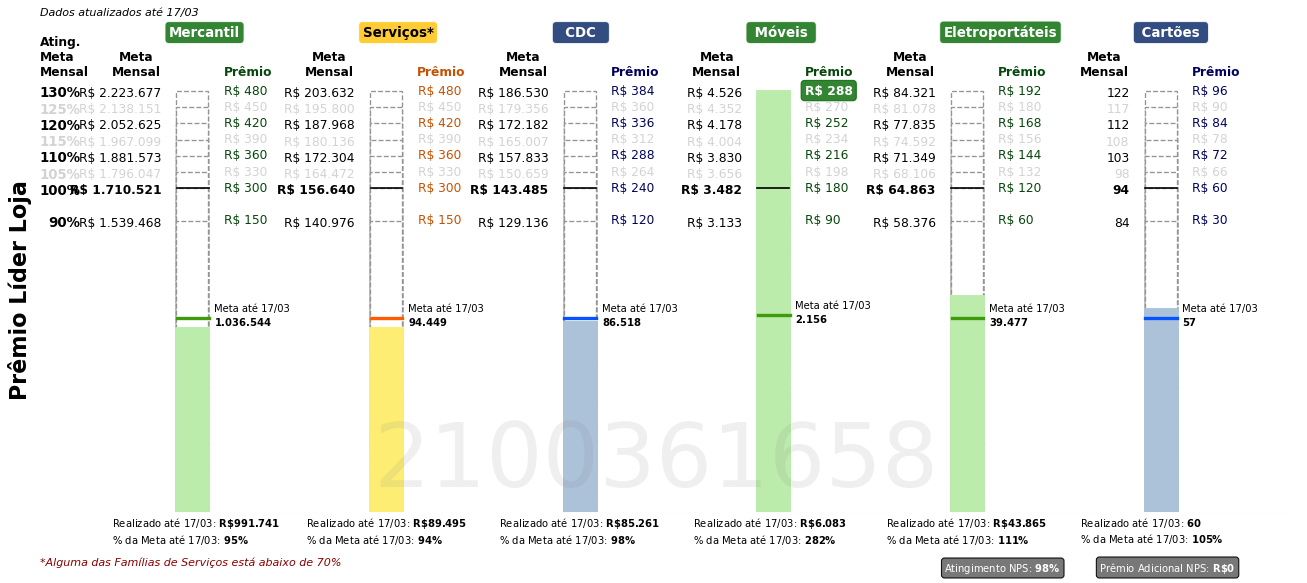 Dados atualizados até 17/03
Mercantil Serviços* CDC Móveis Eletroportáteis Cartões
Ating.
Meta Meta Meta Meta Meta Meta Meta
Mensal Mensal Prêmio Mensal Prêmio Mensal Prêmio Mensal Prêmio Mensal Prêmio Mensal Prêmio
130% R$ 2.223.677 R$ 480 R$ 203.632 R$ 480 R$ 186.530 R$ 384 R$ 4.526 R$ 288 R$ 84.321 R$ 192 122 R$ 96
125% R$ 2.138.151 R$ 450 R$ 195.800 R$ 450 R$ 179.356 R$ 360 R$ 4.352 R$ 270 R$ 81.078 R$ 180 117 R$ 90
120% R$ 2.052.625 R$ 420 R$ 187.968 R$ 420 R$ 172.182 R$ 336 R$ 4.178 R$ 252 R$ 77.835 R$ 168 112 R$ 84
115% R$ 1.967.099 R$ 390 R$ 180.136 R$ 390 R$ 165.007 R$ 312 R$ 4.004 R$ 234 R$ 74.592 R$ 156 108 R$ 78
110% R$ 1.881.573 R$ 360 R$ 172.304 R$ 360 R$ 157.833 R$ 288 R$ 3.830 R$ 216 R$ 71.349 R$ 144 103 R$ 72
105% R$ 1.796.047 R$ 330 R$ 164.472 R$ 330 R$ 150.659 R$ 264 R$ 3.656 R$ 198 R$ 68.106 R$ 132 98 R$ 66
100% R$ 1.710.521 R$ 300 R$ 156.640 R$ 300 R$ 143.485 R$ 240 R$ 3.482 R$ 180 R$ 64.863 R$ 120 94 R$ 60
90% R$ 1.539.468 R$ 150 R$ 140.976 R$ 150 R$ 129.136 R$ 120 R$ 3.133 R$ 90 R$ 58.376 R$ 60 84 R$ 30
Prêmio Líder Loja
Meta até 17/03 Meta até 17/03 Meta até 17/03 Meta até 17/03 Meta até 17/03 Meta até 17/03
1.036.544 94.449 86.518 2.156 39.477 57
2100361658
Realizado até 17/03: R$991.741 Realizado até 17/03: R$89.495 Realizado até 17/03: R$85.261 Realizado até 17/03: R$6.083 Realizado até 17/03: R$43.865 Realizado até 17/03: 60
% da Meta até 17/03: 95% % da Meta até 17/03: 94% % da Meta até 17/03: 98% % da Meta até 17/03: 282% % da Meta até 17/03: 111% % da Meta até 17/03: 105%
*Alguma das Famílias de Serviços está abaixo de 70% Atingimento NPS: 98% Prêmio Adicional NPS: R$0